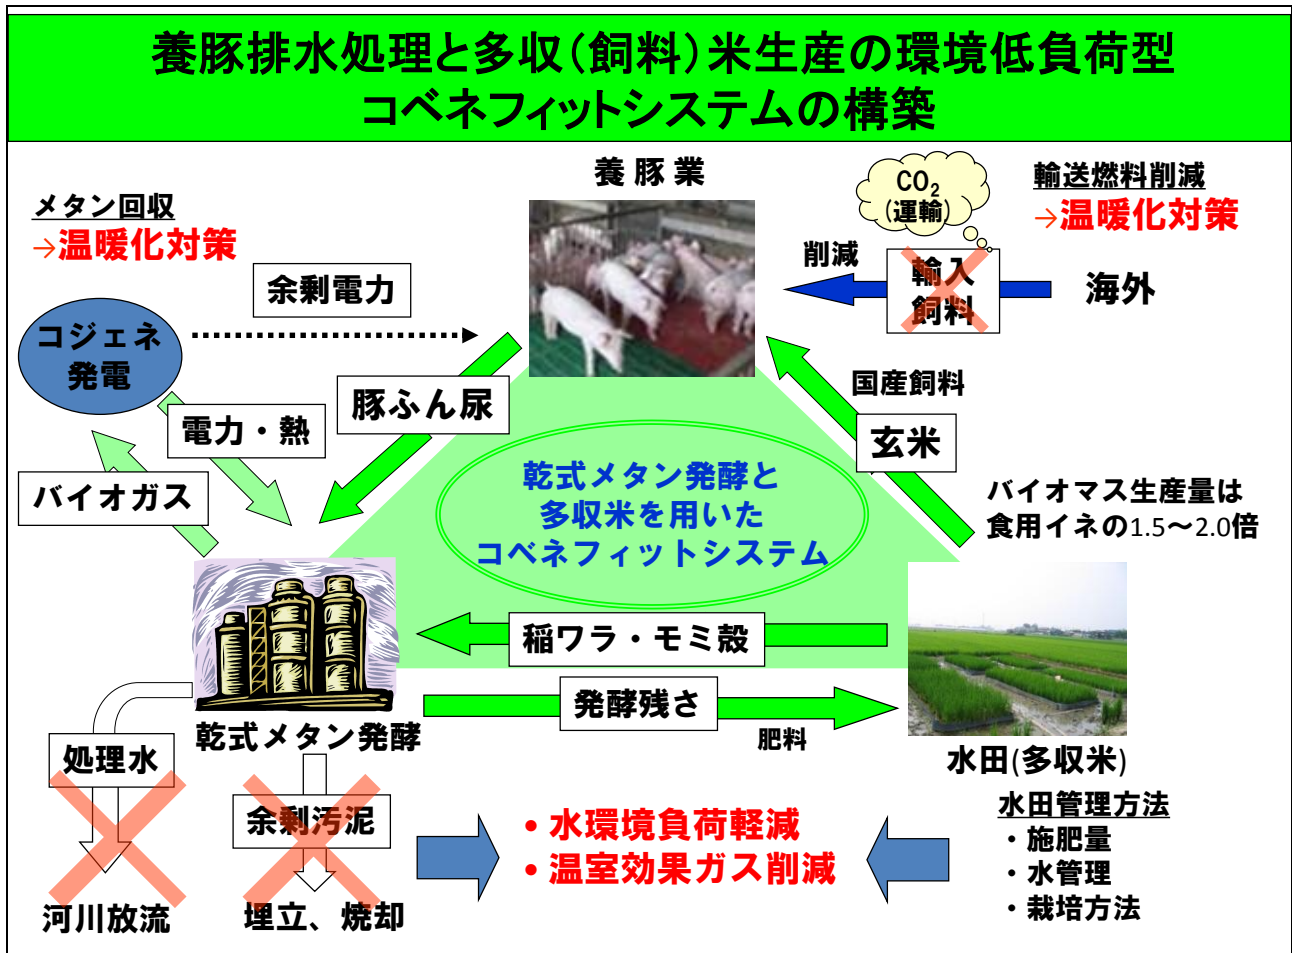 養豚排水処理と多収(飼料)米生産の環境低負荷型
コベネフィットシステムの構築
養豚業
メタン回収
→温暖化対策
CO₂
(運輸)
輸送燃料削減
→温暖化対策
削減
輸入
飼料
海外
余剰電力
コジェネ
発電
豚ふん尿
電力・熱
バイオガス
国産飼料
玄米
乾式メタン発酵と
多収米を用いた
コベネフィットシステム
バイオマス生産量は
食用イネの1.5～2.0倍
稲ワラ・モミ殻
発酵残さ
肥料
乾式メタン発酵
水田(多収米)
処理水
余剰汚泥
河川放流
埋立、焼却
• 水環境負荷軽減
• 温室効果ガス削減
水田管理方法
・施肥量
・水管理
・栽培方法